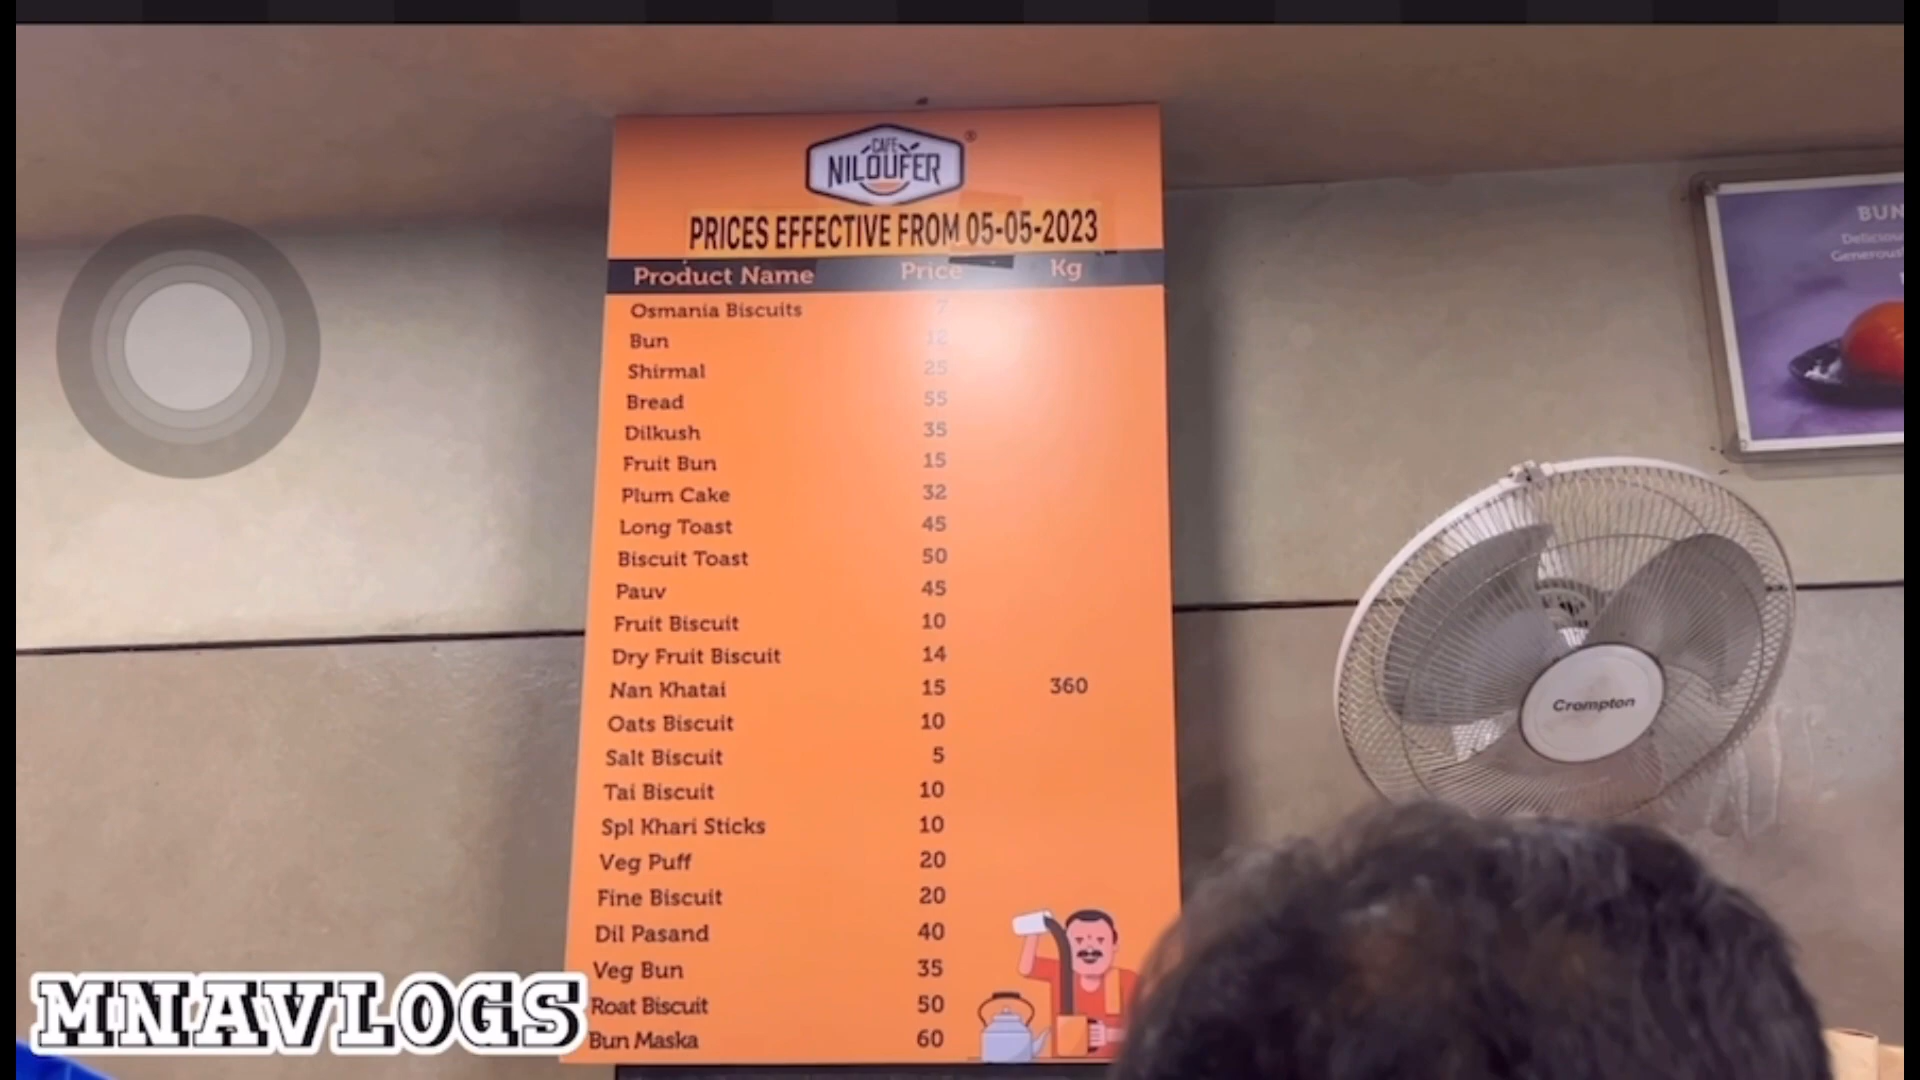 CAFE
NILOUFER
®
PRICES EFFECTIVE FROM 05-05-2023
Product Name Price Kg
Osmania Biscuits 7
Bun 12
Shirmal 25
Bread 55
Dilkush 35
Fruit Bun 15
Plum Cake 32
Long Toast 45
Biscuit Toast 50
Pauv 45
Fruit Biscuit 10
Dry Fruit Biscuit 14
Nan Khatai 15 360
Oats Biscuit 10
Salt Biscuit 5
Tai Biscuit 10
Spl Khari Sticks 10
Veg Puff 20
Fine Biscuit 20
Dil Pasand 40
Veg Bun 35
Roat Biscuit 50
Bun Maska 60
BUN
Crompton
MNAVLOGS